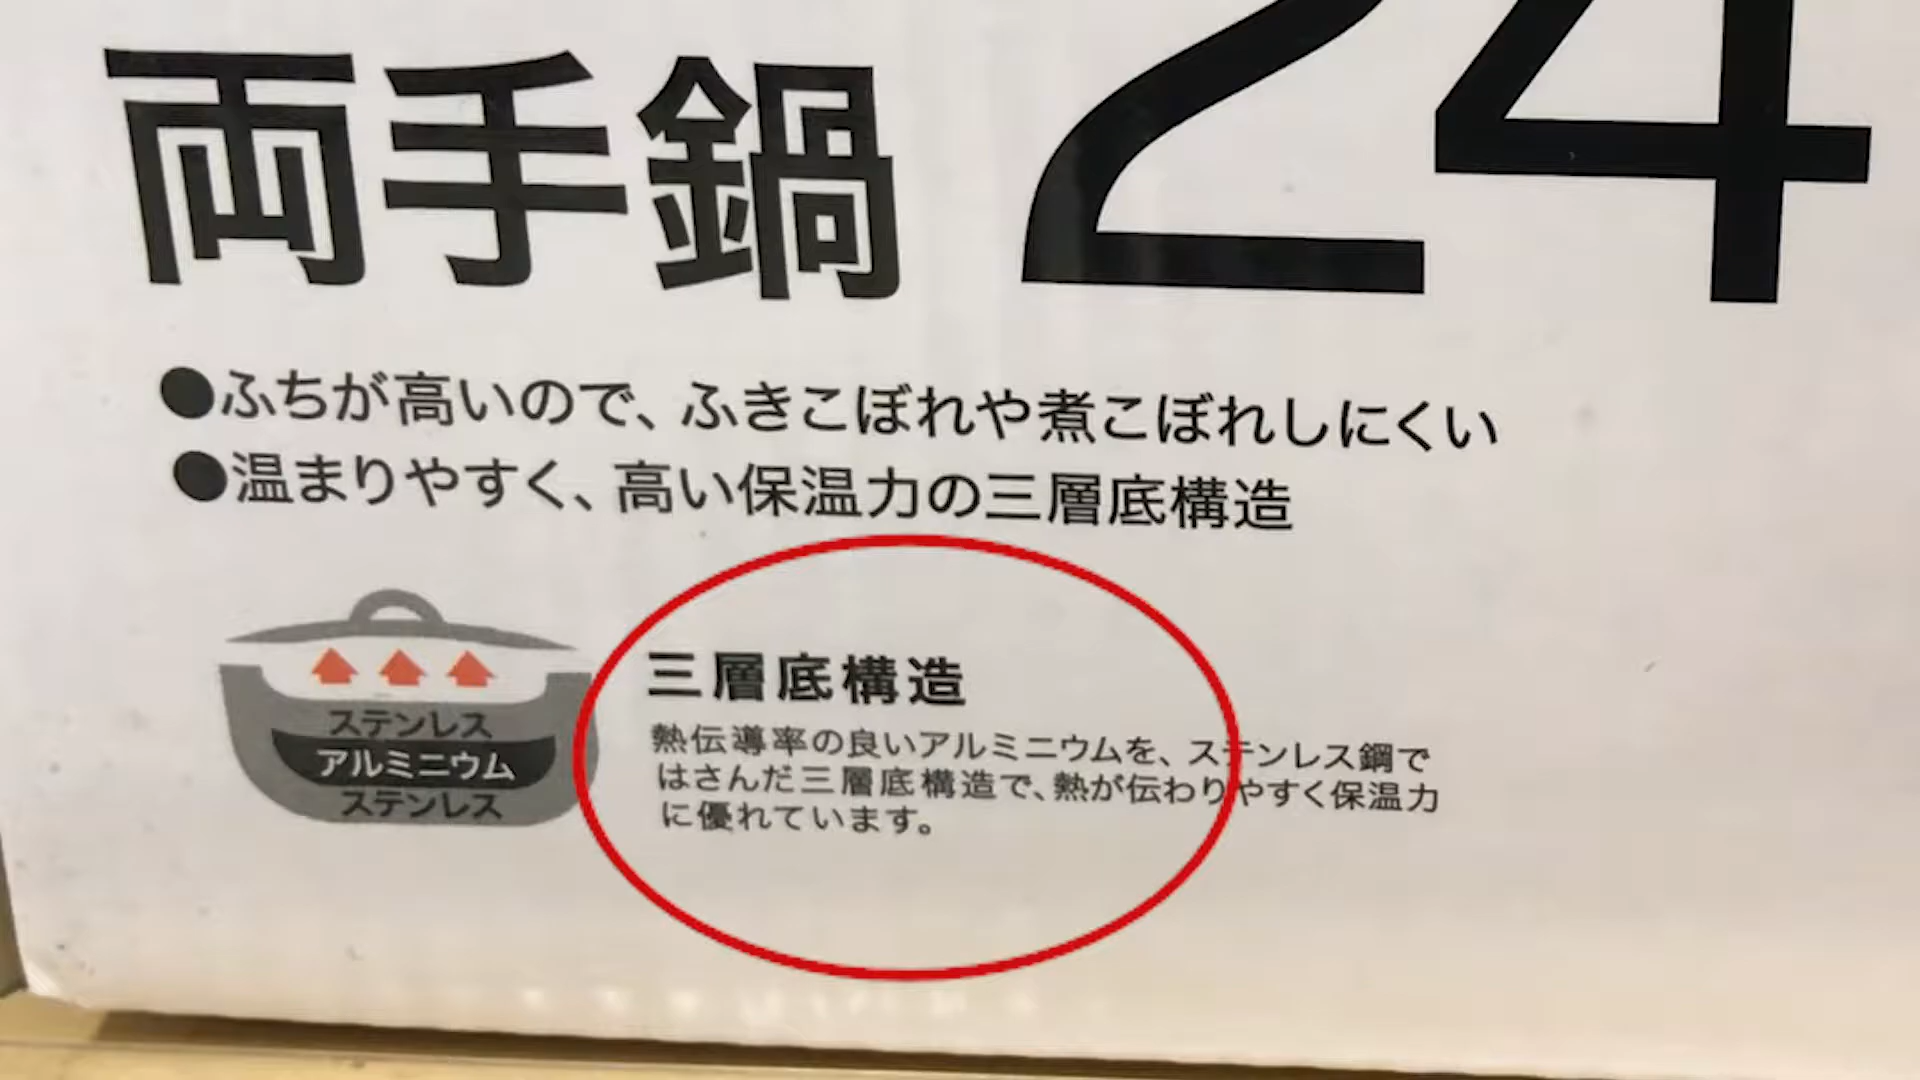 両手鍋 24
●ふちが高いので、ふきこぼれや煮こぼれしにくい
●温まりやすく、高い保温力の三層底構造
ステンレス
アルミニウム
ステンレス
三層底構造
熱伝導率の良いアルミニウムを、ステンレス鋼で
はさんだ三層底構造で、熱が伝わりやすく保温力
に優れています。